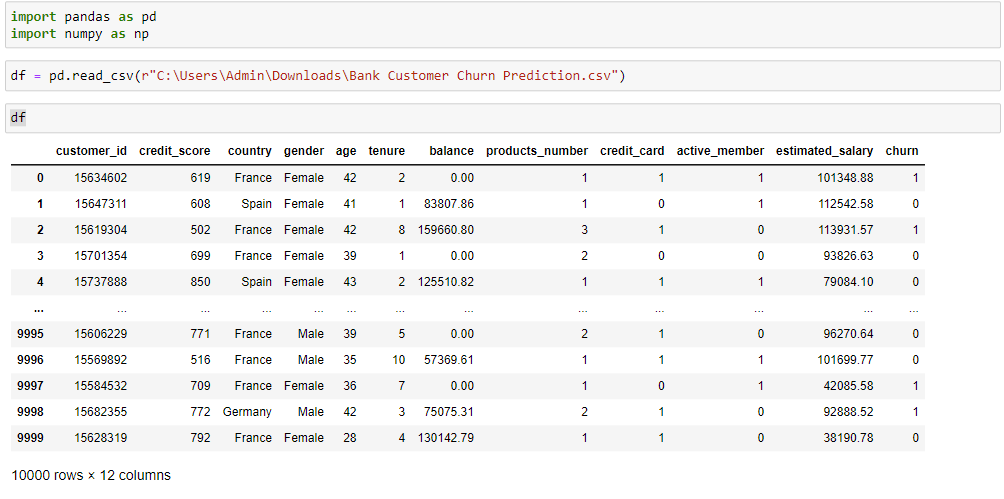 import pandas as pd
import numpy as np
df = pd.read_csv(r"C:\Users\Admin\Downloads\Bank Customer Churn Prediction.csv")
df
customer_id credit_score country gender age tenure balance products_number credit_card active_member estimated_salary churn
0 15634602 619 France Female 42 2 0.00 1 1 1 101348.88 1
1 15647311 608 Spain Female 41 1 83807.86 1 0 1 112542.58 0
2 15619304 502 France Female 42 8 159660.80 3 1 0 113931.57 1
3 15701354 699 France Female 39 1 0.00 2 0 0 93826.63 0
4 15737888 850 Spain Female 43 2 125510.82 1 1 1 79084.10 0
... ... ... ... ... ... ... ... ... ... ... ... ...
9995 15606229 771 France Male 39 5 0.00 2 1 0 96270.64 0
9996 15569892 516 France Male 35 10 57369.61 1 1 1 101699.77 0
9997 15584532 709 France Female 36 7 0.00 1 0 1 42085.58 1
9998 15682355 772 Germany Male 42 3 75075.31 2 1 0 92888.52 1
9999 15628319 792 France Female 28 4 130142.79 1 1 0 38190.78 0
10000 rows × 12 columns